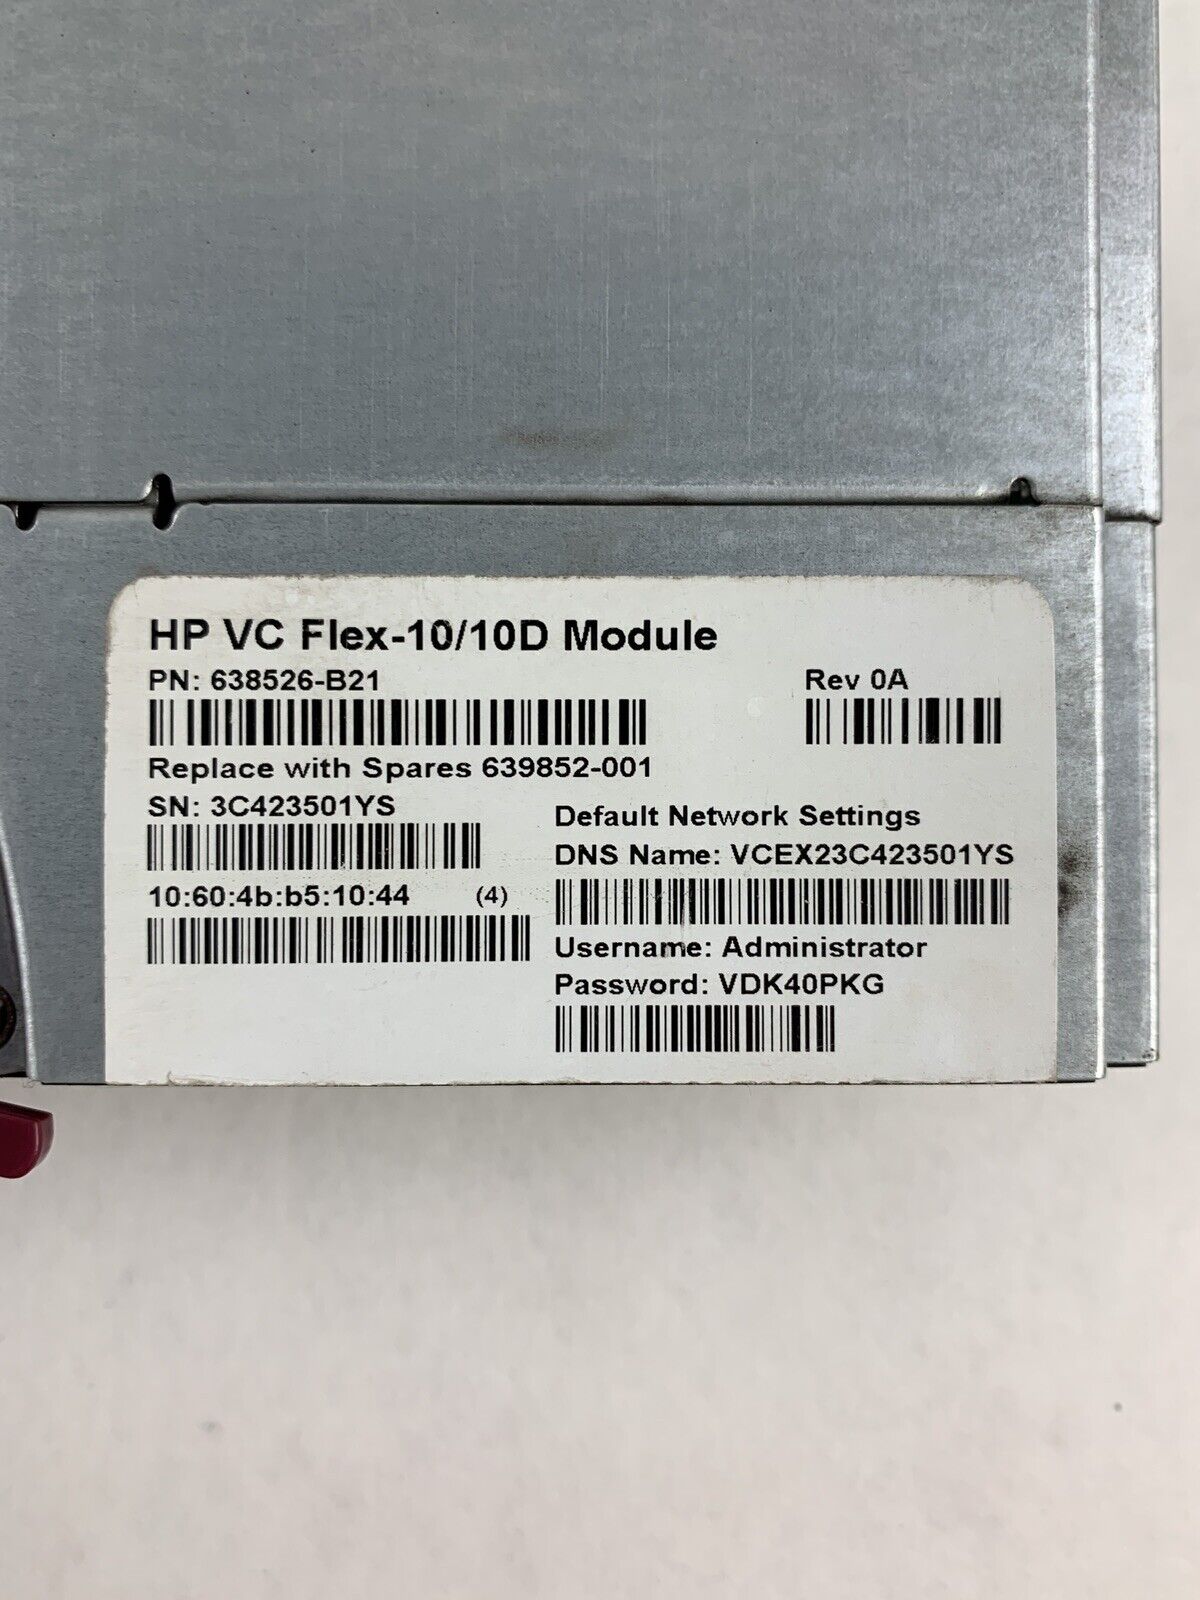 HP VC Flex-10/10D Module
PN: 638526-B21
Rev 0A
Replace with Spares 639852-001
SN: 3C423501YS
10:60:4b:b5:10:44 (4)
Default Network Settings
DNS Name: VCEX23C423501YS
Username: Administrator
Password: VDK40PKG